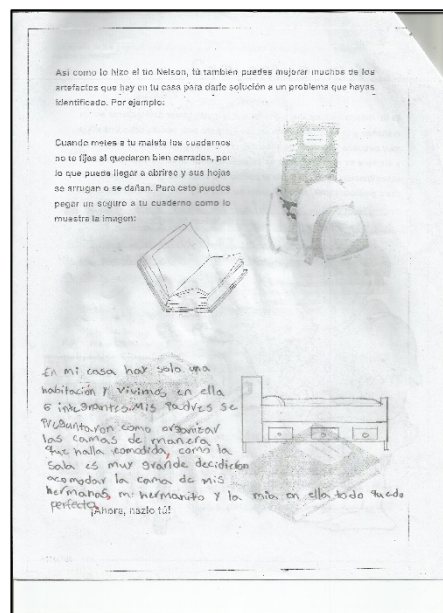 Así como lo hizo el tío Nelson, tú también puedes mejorar muchos de los
artefactos que hay en tu casa para darle solución a un problema que hayas
identificado. Por ejemplo:
Cuando metes a tu maleta los cuadernos
no te fijas si quedaron bien cerrados, por
lo que puede llegar a abrirse y sus hojas
se arrugan o se dañan. Para esto puedes
pegar un seguro a tu cuaderno como lo
muestra la imagen:
En mi casa hay solo una
habitación y vivimos en ella
6 integrantes. Mis Padres se
Preguntaron como organizar
las camas de manera
que halla comodida, como la
sala es muy grande decidieron
acomodar la cama de mis
hermanas, mi hermanito y la mia en ella todo quedo
perfecto.
¡Ahora, hazlo tú!